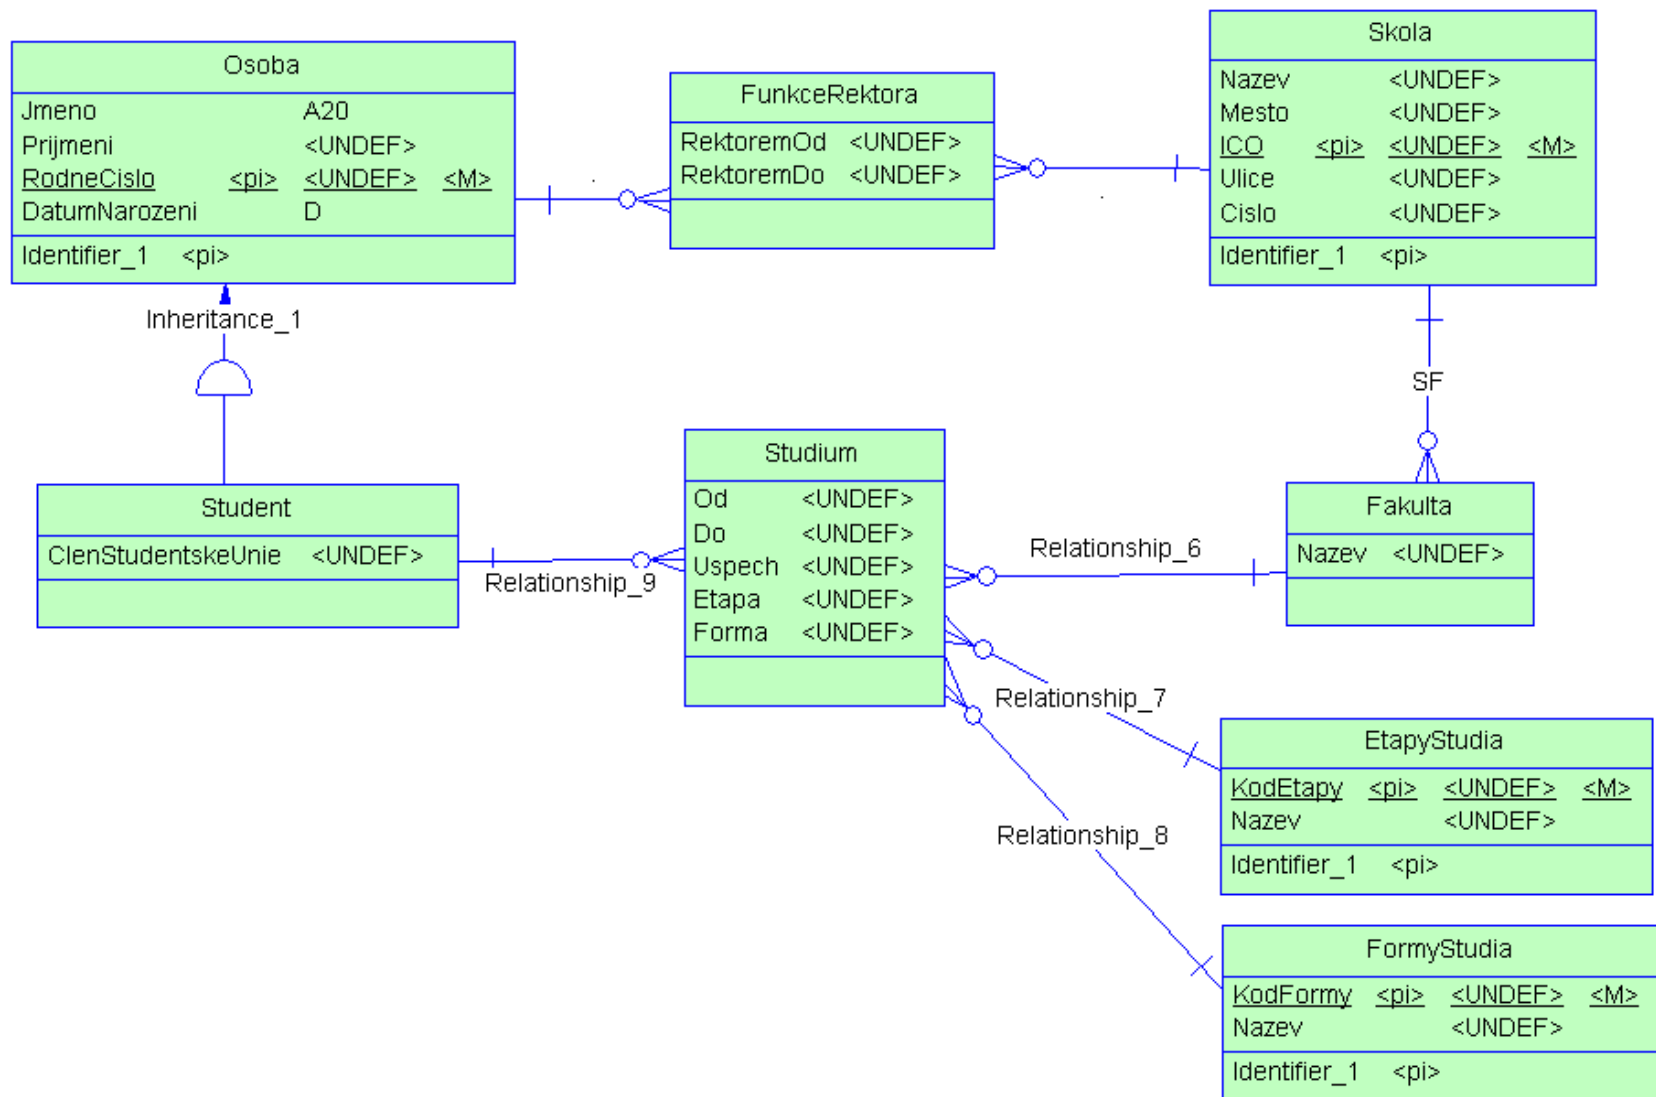 Osoba
Jmeno A20
Prijmeni <UNDEF>
RodneCislo <pi> <UNDEF> <M>
DatumNarozeni D
Identifier_1 <pi>
FunkceRektora
RektoremOd <UNDEF>
RektoremDo <UNDEF>
Skola
Nazev <UNDEF>
Mesto <UNDEF>
ICO <pi> <UNDEF> <M>
Ulice <UNDEF>
Cislo <UNDEF>
Identifier_1 <pi>
Inheritance_1
SF
Student
ClenStudentskeUnie <UNDEF>
Relationship_9
Studium
Od <UNDEF>
Do <UNDEF>
Uspech <UNDEF>
Etapa <UNDEF>
Forma <UNDEF>
Relationship_6
Fakulta
Nazev <UNDEF>
Relationship_7
EtapyStudia
KodEtapy <pi> <UNDEF> <M>
Nazev <UNDEF>
Identifier_1 <pi>
Relationship_8
FormyStudia
KodFormy <pi> <UNDEF> <M>
Nazev <UNDEF>
Identifier_1 <pi>